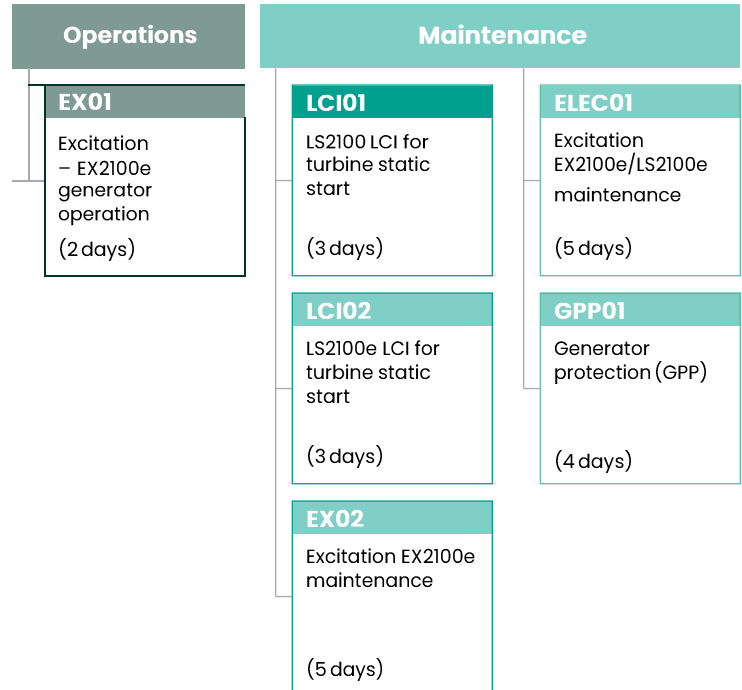 Operations
EX01
Excitation
– EX2100e
generator
operation
(2 days)
Maintenance
LCI01
LS2100 LCI for
turbine static
start
(3 days)
LCI02
LS2100e LCI for
turbine static
start
(3 days)
EX02
Excitation EX2100e
maintenance
(5 days)
ELEC01
Excitation
EX2100e/LS2100e
maintenance
(5 days)
GPP01
Generator
protection (GPP)
(4 days)